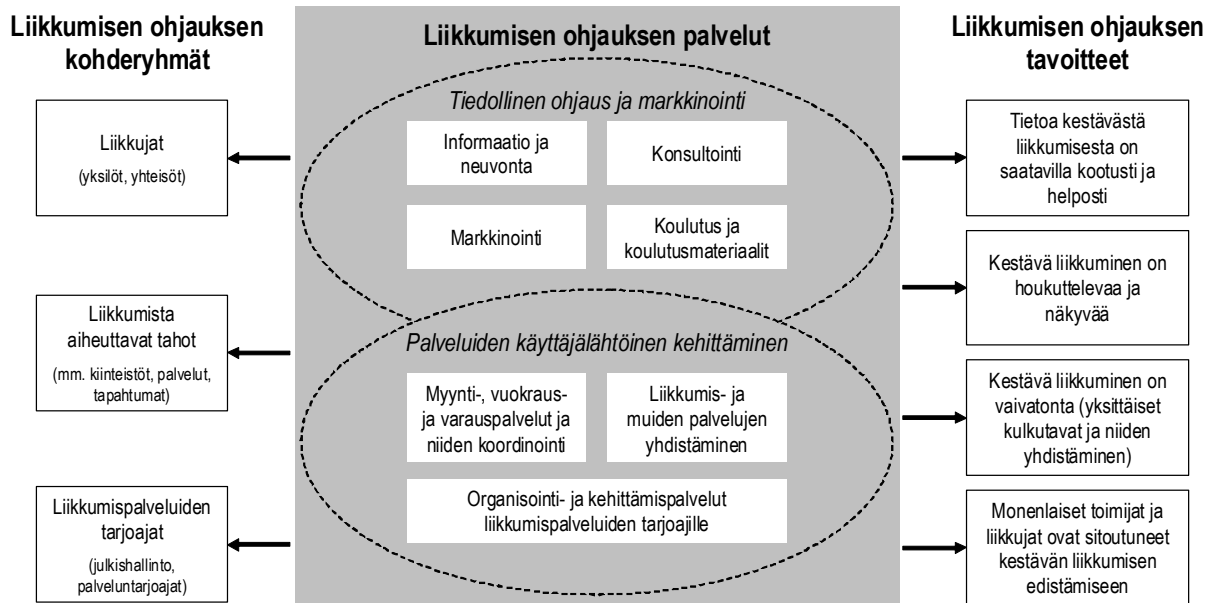 Liikkumisen ohjauksen
kohderyhmät
Liikkujat
(yksilöt, yhteisöt)
Liikkumista
aiheuttavat tahot
(mm. kiinteistöt, palvelut,
tapahtumat)
Liikkumispalveluiden
tarjoajat
(julkishallinto,
palveluntarjoajat)
Liikkumisen ohjauksen palvelut
Tiedollinen ohjaus ja markkinointi
Informaatio ja
neuvonta
Konsultointi
Markkinointi
Koulutus ja
koulutusmateriaalit
Palveluiden käyttäjälähtöinen kehittäminen
Myynti-, vuokraus-
ja varauspalvelut ja
niiden koordinointi
Liikkumis- ja
muiden palvelujen
yhdistäminen
Organisointi- ja kehittämispalvelut
liikkumispalveluiden tarjoajille
Liikkumisen ohjauksen
tavoitteet
Tietoa kestävästä
liikkumisesta on
saatavilla kootusti ja
helposti
Kestävä liikkuminen on
houkuttelevaa ja
näkyvää
Kestävä liikkuminen on
vaivatonta (yksittäiset
kulkutavat ja niiden
yhdistäminen)
Monenlaiset toimijat ja
liikkujat ovat sitoutuneet
kestävän liikkumisen
edistämiseen